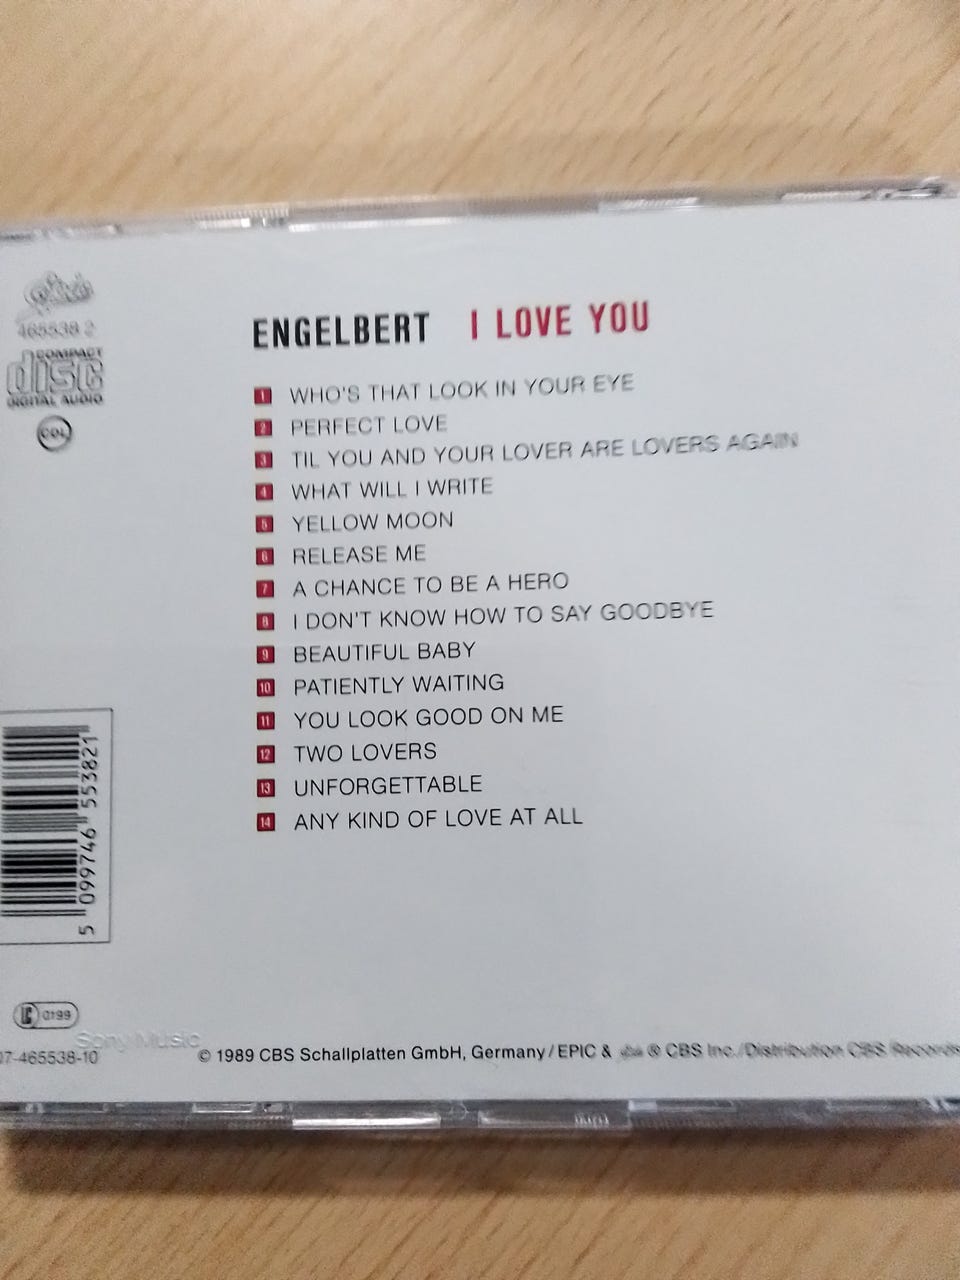 Epic
465538 2
COMPACT
disc
DIGITAL AUDIO
CDL
ENGELBERT I LOVE YOU
1 WHO'S THAT LOOK IN YOUR EYE
2 PERFECT LOVE
3 TIL YOU AND YOUR LOVER ARE LOVERS AGAIN
4 WHAT WILL I WRITE
5 YELLOW MOON
6 RELEASE ME
7 A CHANCE TO BE A HERO
8 I DON'T KNOW HOW TO SAY GOODBYE
9 BEAUTIFUL BABY
10 PATIENTLY WAITING
11 YOU LOOK GOOD ON ME
12 TWO LOVERS
13 UNFORGETTABLE
14 ANY KIND OF LOVE AT ALL
5 099746 553821
LC 0199
Sony Music
07-465538-10
© 1989 CBS Schallplatten GmbH, Germany/EPIC & ® CBS Inc./Distribution CBS Records